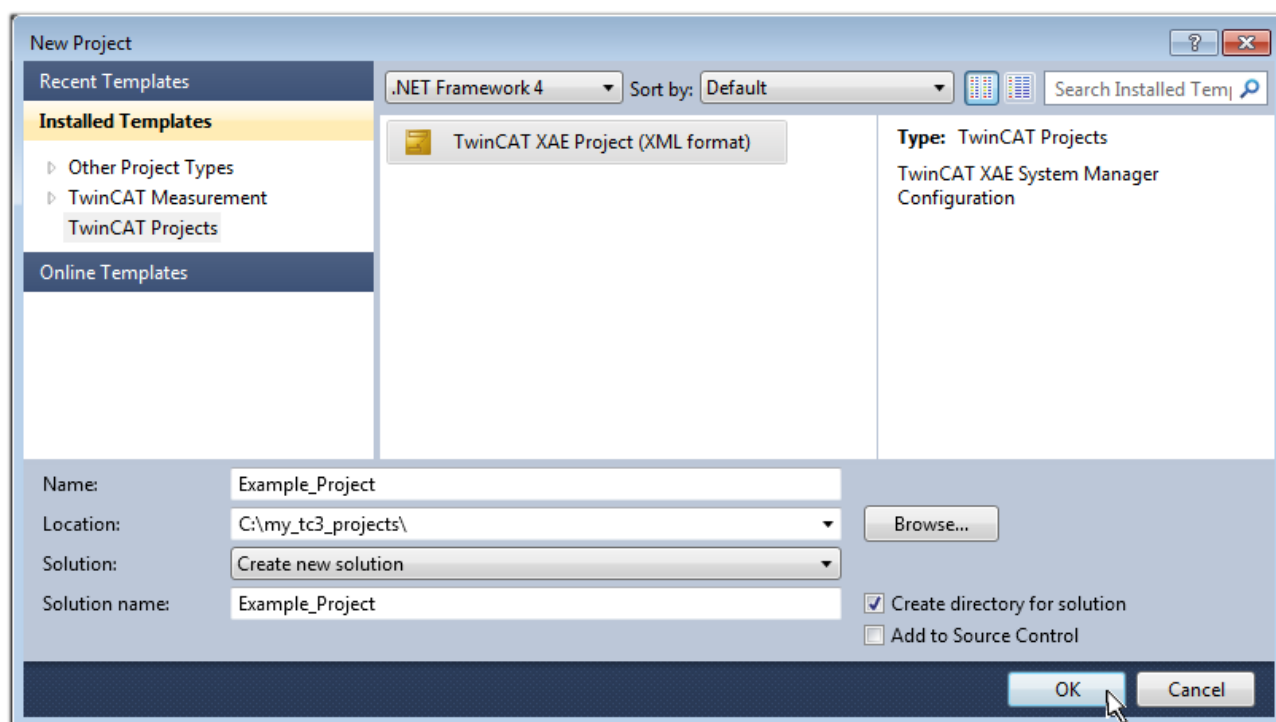 New Project
Recent Templates
.NET Framework 4
Sort by:
Default
Search Installed Temp
Installed Templates
Other Project Types
TwinCAT Measurement
TwinCAT Projects
Online Templates
TwinCAT XAE Project (XML format)
Type: TwinCAT Projects
TwinCAT XAE System Manager
Configuration
Name:
Example_Project
Location:
C:\my_tc3_projects\
Browse...
Solution:
Create new solution
Solution name:
Example_Project
Create directory for solution
Add to Source Control
OK
Cancel